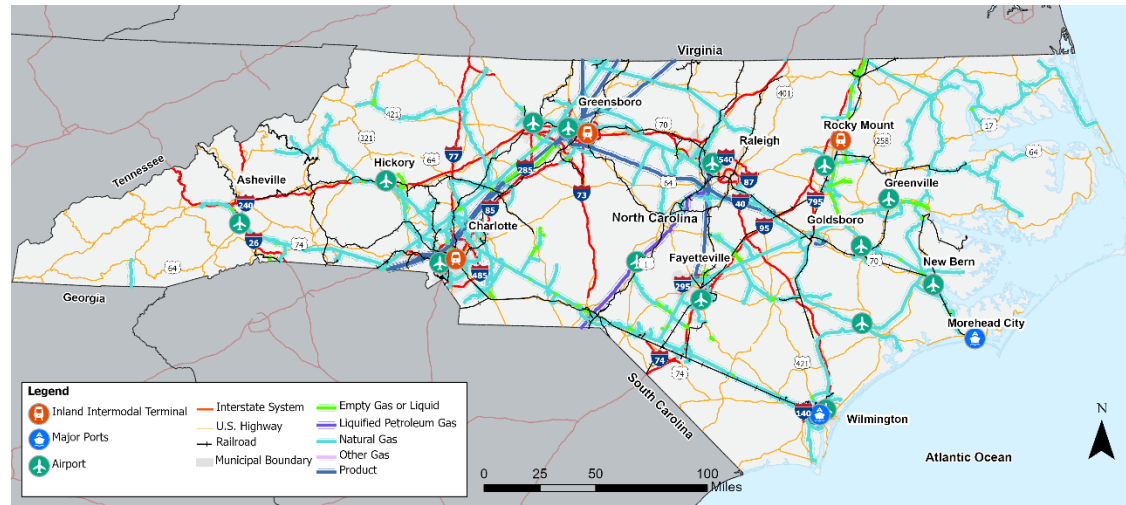 Virginia
Greensboro
401
421
70
Rocky Mount
17
321
77
Raleigh
258
Hickory
64
540
64
Tennessee
285
87
Asheville
64
Greenville
240
73
40
795
85
North Carolina
Goldsboro
26
Charlotte
95
74
Fayetteville
70
New Bern
64
1
485
295
Georgia
Morehead City
74
421
74
South Carolina
140
Wilmington
N
Atlantic Ocean
Legend
Inland Intermodal Terminal
Major Ports
Airport
Interstate System
U.S. Highway
Railroad
Municipal Boundary
Empty Gas or Liquid
Liquified Petroleum Gas
Natural Gas
Other Gas
Product
0 25 50 100
Miles